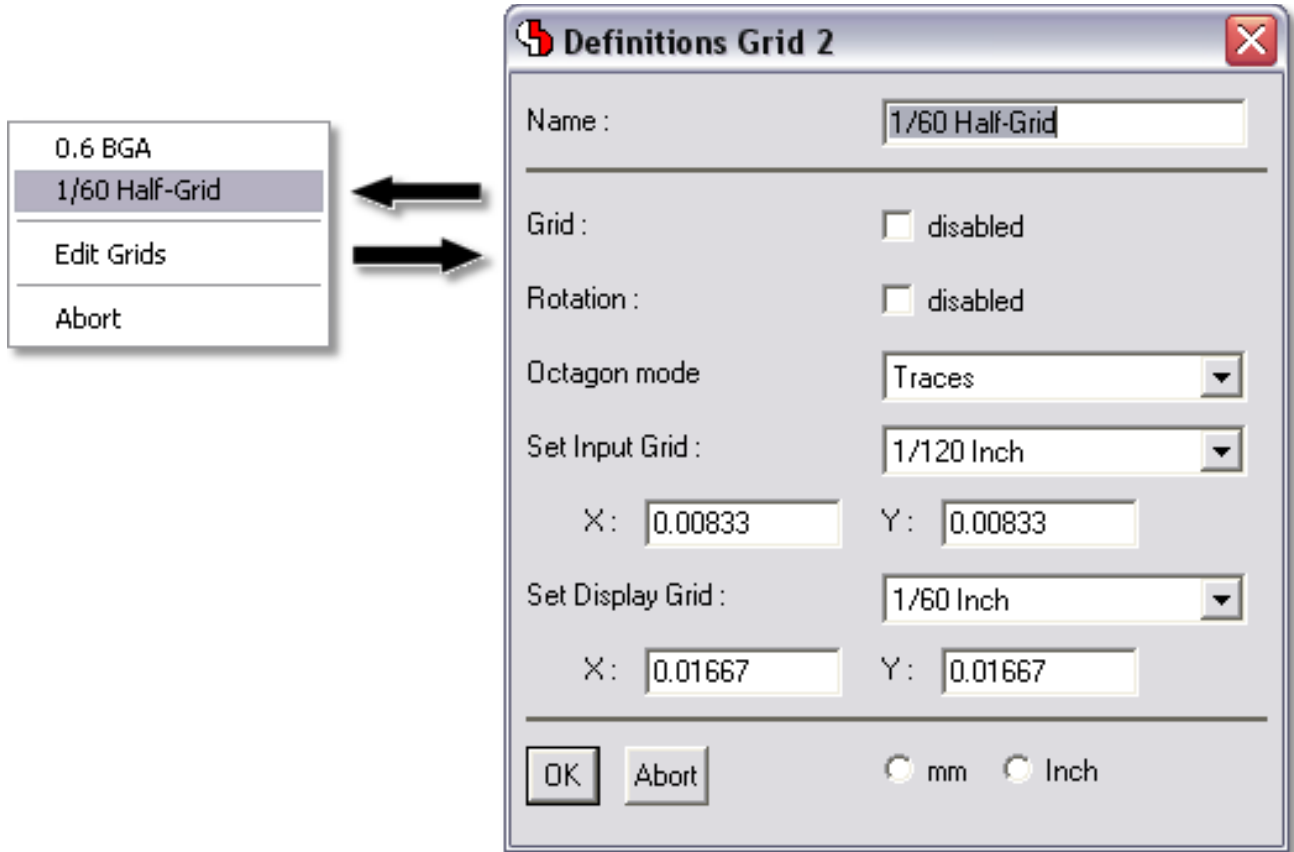 0.6 BGA
1/60 Half-Grid
Edit Grids
Abort
Definitions Grid 2
Name : 1/60 Half-Grid
Grid : disabled
Rotation : disabled
Octagon mode Traces
Set Input Grid : 1/120 Inch
X : 0.00833 Y : 0.00833
Set Display Grid : 1/60 Inch
X : 0.01667 Y : 0.01667
OK Abort mm Inch